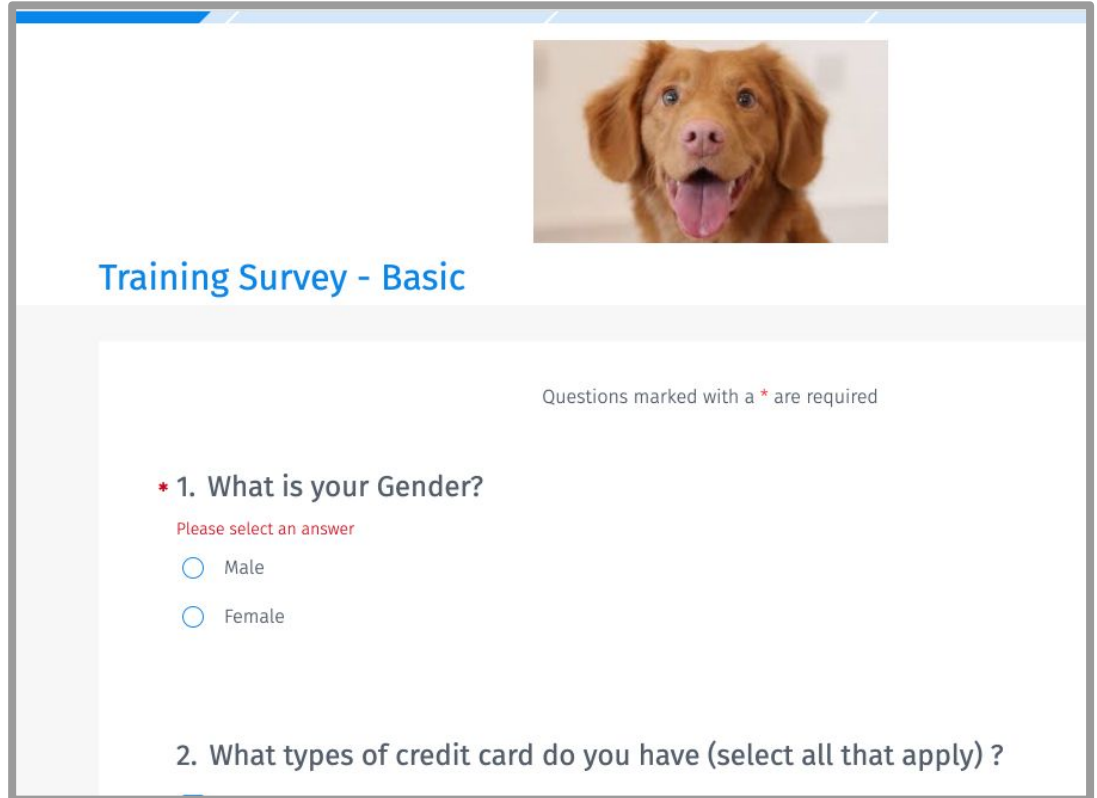 Training Survey - Basic
Questions marked with a * are required
* 1. What is your Gender?
Please select an answer
Male
Female
2. What types of credit card do you have (select all that apply) ?